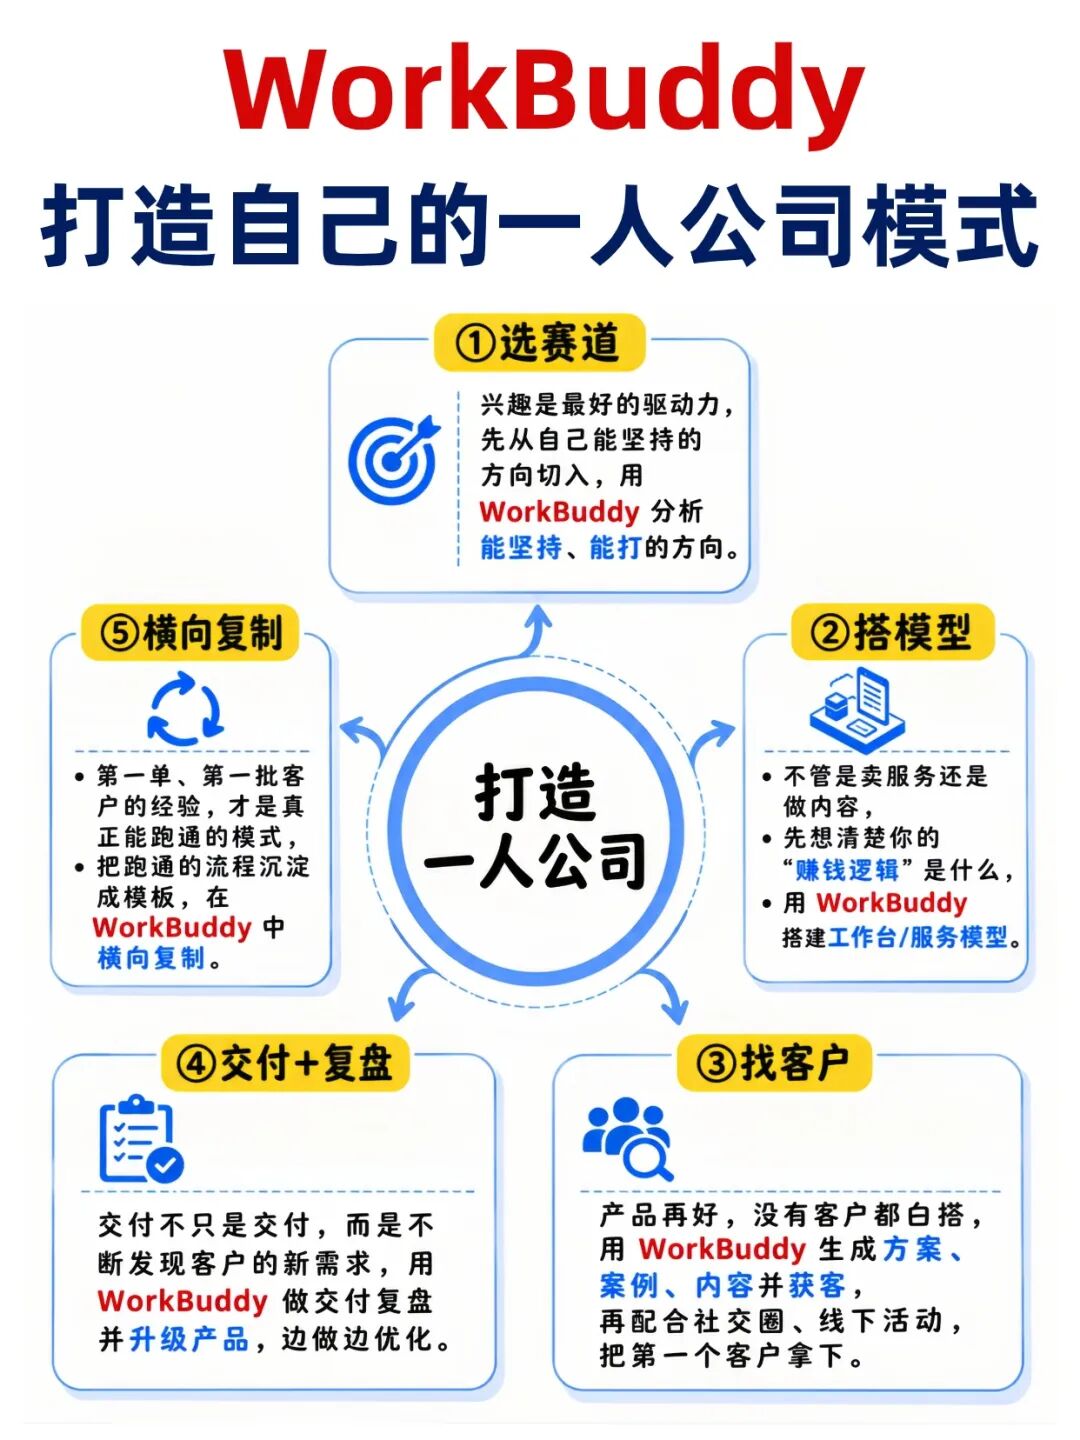 WorkBuddy
打造自己的一人公司模式
①选赛道
兴趣是最好的驱动力，
先从自己能坚持的
方向切入，用
WorkBuddy 分析
能坚持、能打的方向。
②搭模型
不管是卖服务还是
做内容，
先想清楚你的
“赚钱逻辑”是什么，
用 WorkBuddy
搭建工作台/服务模型。
③找客户
产品再好，没有客户都白搭，
用 WorkBuddy 生成方案、
案例、内容并获客，
再配合社交圈、线下活动，
把第一个客户拿下。
④交付+复盘
交付不只是交付，而是不
断发现客户的新需求，用
WorkBuddy 做交付复盘
并升级产品，边做边优化。
⑤横向复制
第一单、第一批客
户的经验，才是真
正能跑通的模式，
把跑通的流程沉淀
成模板，在
WorkBuddy 中
横向复制。
打造
一人公司